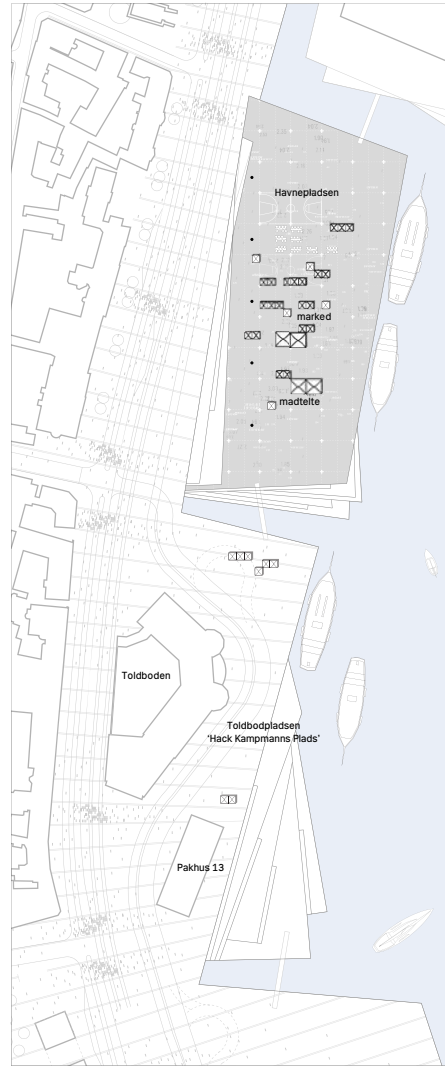 Havnepladsen
marked
madtelte
Toldboden
Toldbodpladsen
‘Hack Kampmanns Plads’
Pakhus 13